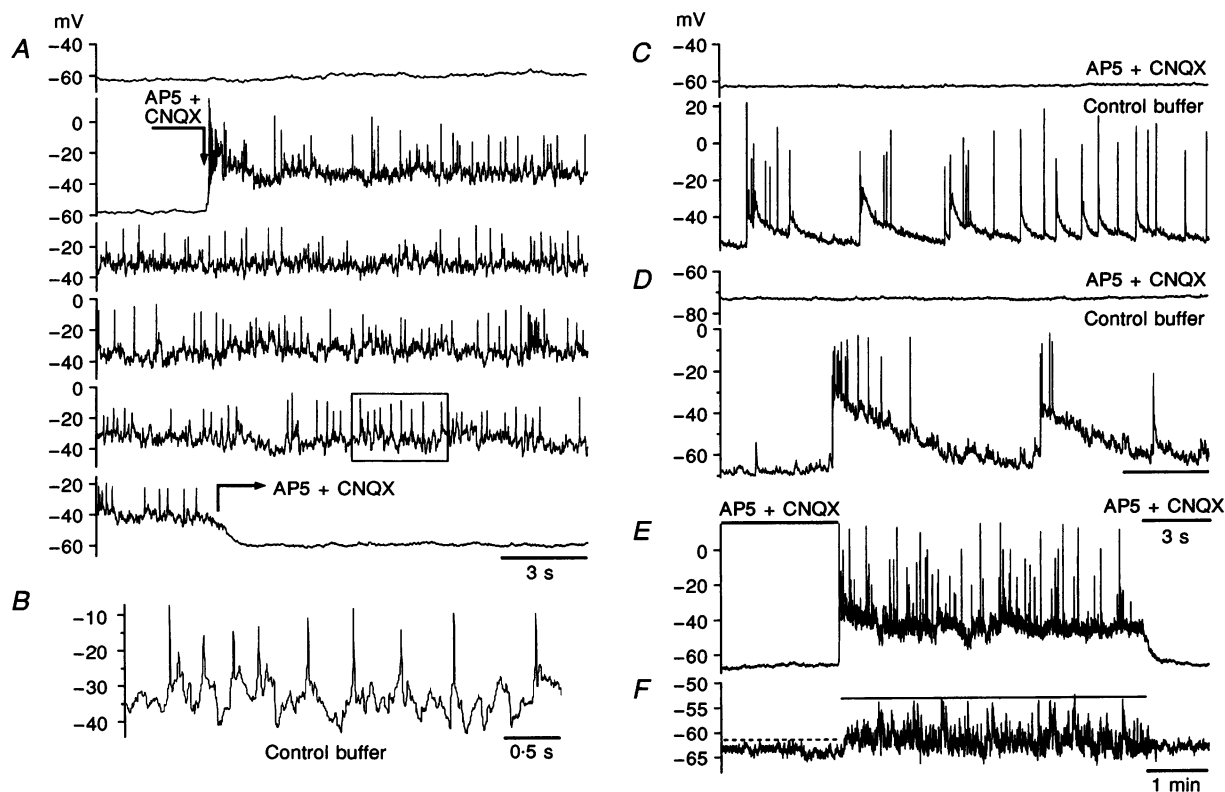 A
mV
−40
−60
AP5 +
CNQX
0
−20
−40
−60
−20
−40
0
−20
−40
0
−20
−40
−20
−40
−60
AP5 + CNQX
3 s
B
−10
−20
−30
−40
Control buffer
0·5 s
C
mV
−40
−60
AP5 + CNQX
20
Control buffer
0
−20
−40
D
−60
−80
AP5 + CNQX
0
Control buffer
−20
−40
−60
AP5 + CNQX
AP5 + CNQX
3 s
E
0
−20
−40
−60
F
−50
−55
−60
−65
1 min